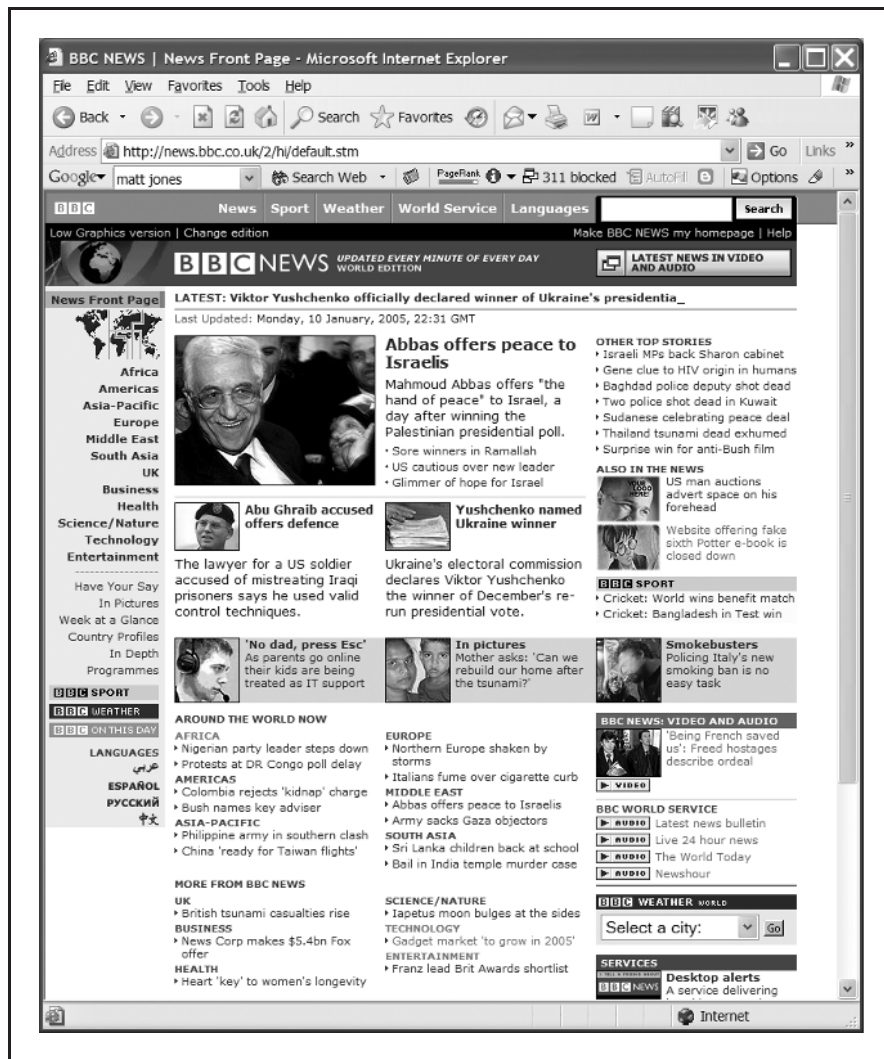 BBC NEWS | News Front Page - Microsoft Internet Explorer
File Edit View Favorites Tools Help
Back Search Favorites
Address http://news.bbc.co.uk/2/hi/default.stm Go Links »
Google matt jones Search Web PageRank 311 blocked AutoFill Options »
BBC News Sport Weather World Service Languages Search
Low Graphics version | Change edition Make BBC NEWS my homepage | Help
BBC NEWS UPDATED EVERY MINUTE OF EVERY DAY
WORLD EDITION
LATEST NEWS IN VIDEO
AND AUDIO
News Front Page
Africa
Americas
Asia-Pacific
Europe
Middle East
South Asia
UK
Business
Health
Science/Nature
Technology
Entertainment
Have Your Say
In Pictures
Week at a Glance
Country Profiles
In Depth
Programmes
BBC SPORT
BBC WEATHER
BBC ON THIS DAY
LANGUAGES
عربي
ESPAÑOL
РУССКИЙ
中文
LATEST: Viktor Yushchenko officially declared winner of Ukraine's presidentia_
Last Updated: Monday, 10 January, 2005, 22:31 GMT
Abbas offers peace to
Israelis
Mahmoud Abbas offers "the
hand of peace" to Israel, a
day after winning the
Palestinian presidential poll.
Sore winners in Ramallah
US cautious over new leader
Glimmer of hope for Israel
Abu Ghraib accused
offers defence
The lawyer for a US soldier
accused of mistreating Iraqi
prisoners says he used valid
control techniques.
Yushchenko named
Ukraine winner
Ukraine's electoral commission
declares Viktor Yushchenko
the winner of December's re-
run presidential vote.
'No dad, press Esc'
As parents go online
their kids are being
treated as IT support
In pictures
Mother asks: 'Can we
rebuild our home after
the tsunami?'
Smokebusters
Policing Italy's new
smoking ban is no
easy task
OTHER TOP STORIES
Israeli MPs back Sharon cabinet
Gene clue to HIV origin in humans
Baghdad police deputy shot dead
Two police shot dead in Kuwait
Sudanese celebrating peace deal
Thailand tsunami dead exhumed
Surprise win for anti-Bush film
ALSO IN THE NEWS
YOUR
LOGO
HERE!
US man auctions
advert space on his
forehead
Website offering fake
sixth Potter e-book is
closed down
BBC SPORT
Cricket: World wins benefit match
Cricket: Bangladesh in Test win
AROUND THE WORLD NOW
AFRICA
Nigerian party leader steps down
Protests at DR Congo poll delay
AMERICAS
Colombia rejects 'kidnap' charge
Bush names key adviser
ASIA-PACIFIC
Philippine army in southern clash
China 'ready for Taiwan flights'
EUROPE
Northern Europe shaken by
storms
Italians fume over cigarette curb
MIDDLE EAST
Abbas offers peace to Israelis
Army sacks Gaza objectors
SOUTH ASIA
Sri Lanka children back at school
Bail in India temple murder case
MORE FROM BBC NEWS
UK
British tsunami casualties rise
BUSINESS
News Corp makes $5.4bn Fox
offer
HEALTH
Heart 'key' to women's longevity
SCIENCE/NATURE
Iapetus moon bulges at the sides
TECHNOLOGY
Gadget market 'to grow in 2005'
ENTERTAINMENT
Franz lead Brit Awards shortlist
BBC NEWS: VIDEO AND AUDIO
'Being French saved
us': Freed hostages
describe ordeal
VIDEO
BBC WORLD SERVICE
AUDIO Latest news bulletin
AUDIO Live 24 hour news
AUDIO The World Today
AUDIO Newshour
BBC WEATHER WORLD
Select a city: Go
SERVICES
BBC NEWS
Desktop alerts
A service delivering
Internet